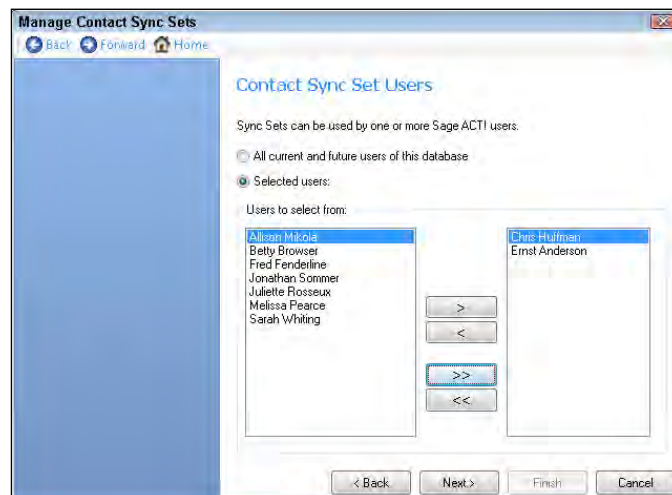 Manage Contact Sync Sets
Back Forward Home
Contact Sync Set Users
Sync Sets can be used by one or more Sage ACT! users.
All current and future users of this database
Selected users:
Users to select from:
Allison Mikola
Betty Browser
Fred Fenderline
Jonathan Sommer
Juliette Rosseux
Melissa Pearce
Sarah Whiting
>
<
>>
<<
Chris Huffman
Ernst Anderson
< Back Next > Finish Cancel